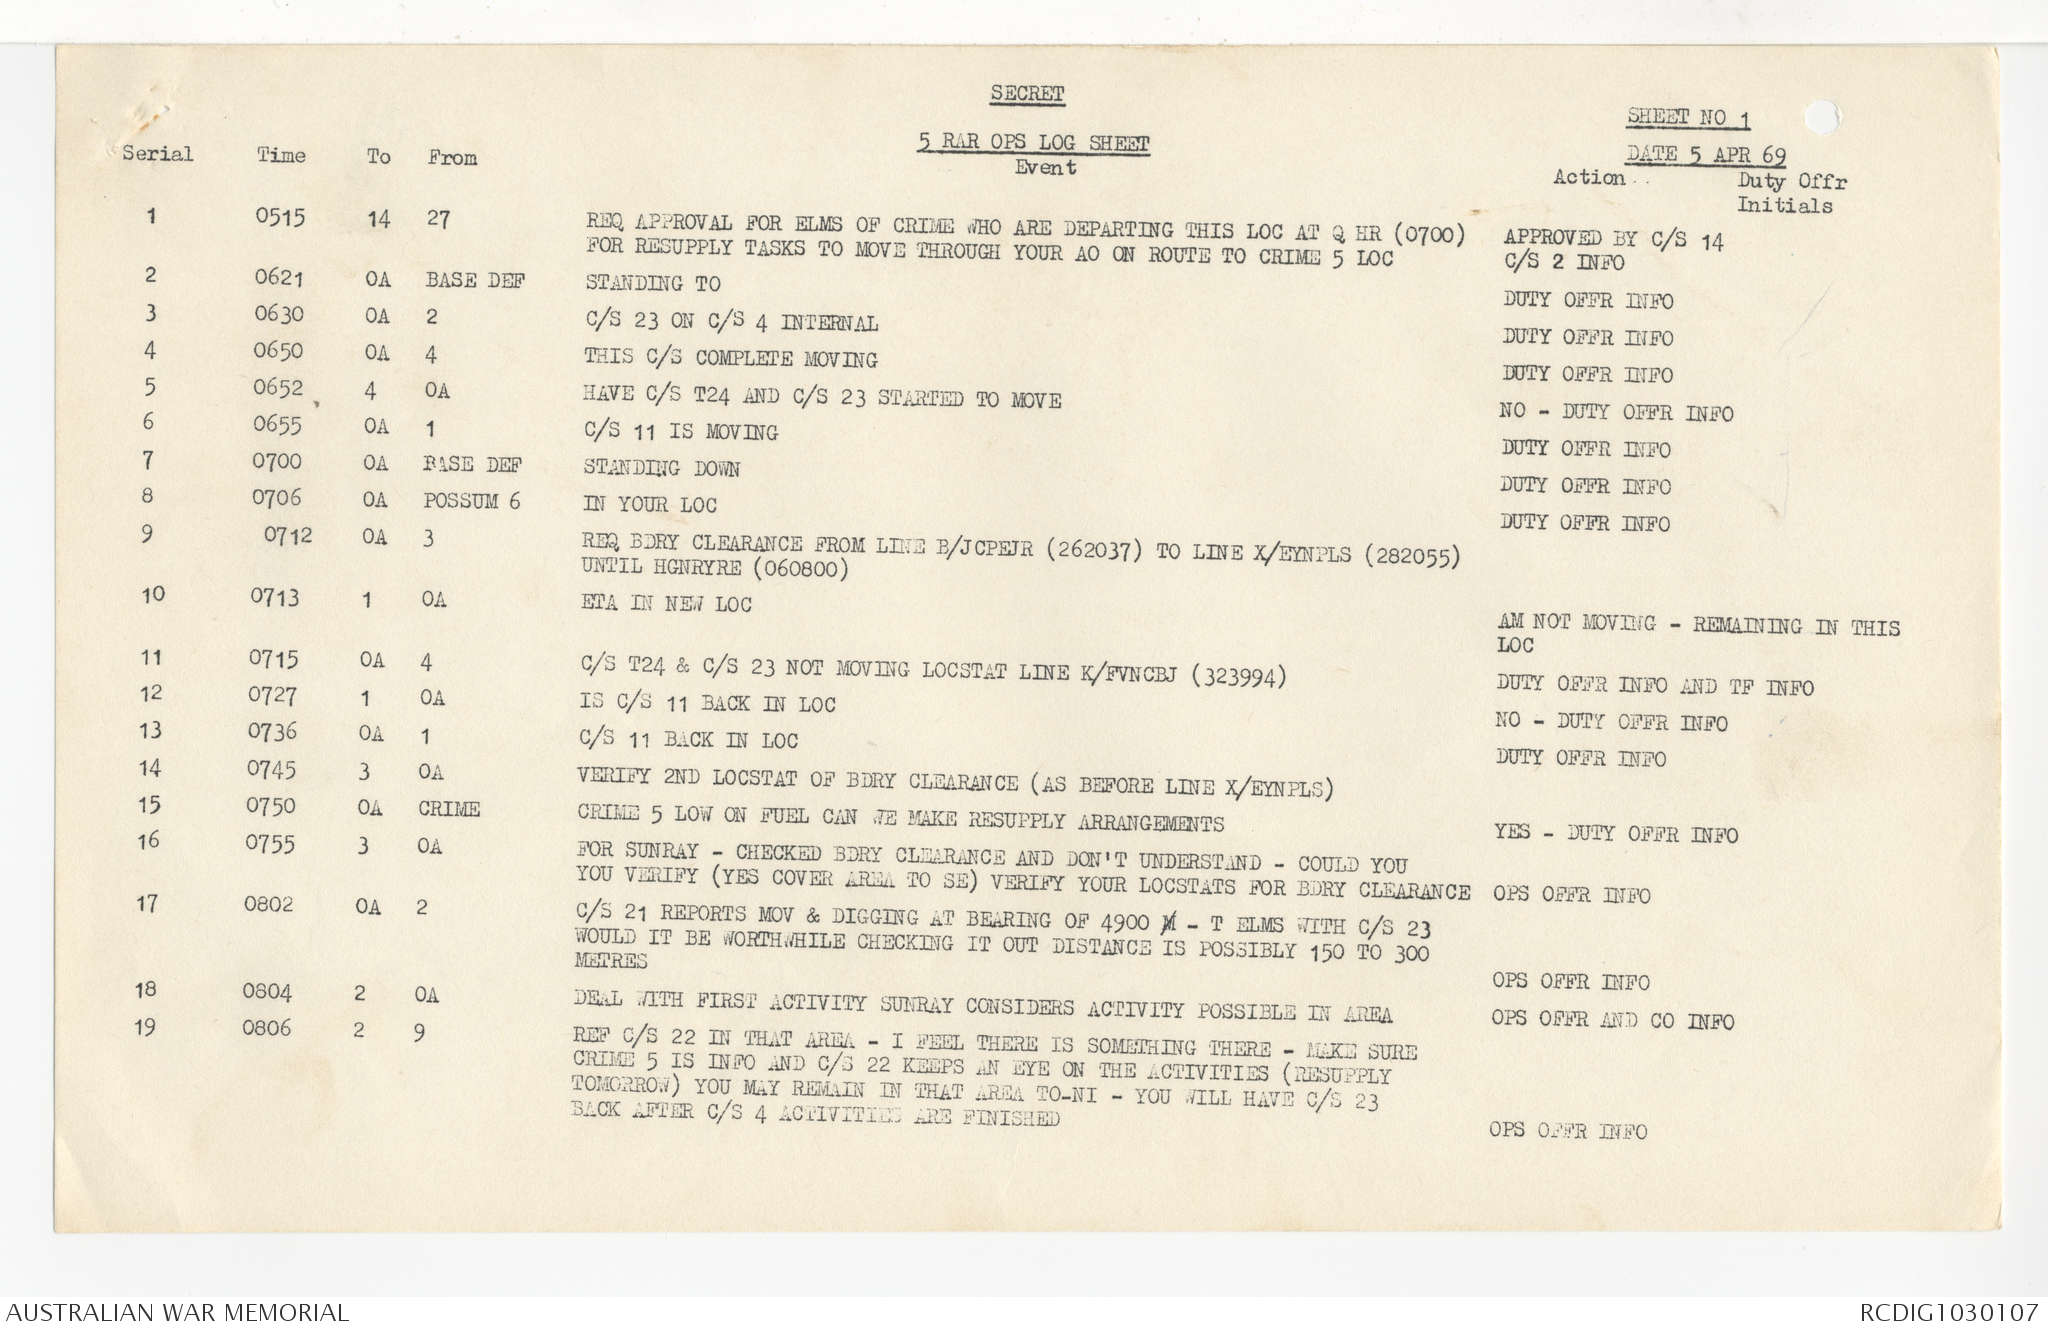 SECRET
5 RAR OPS LOG SHEET
SHEET NO 1
DATE 5 APR 69
Serial Time To From Event Action .. Duty Offr
Initials
1 0515 14 27 REQ APPROVAL FOR ELMS OF CRIME WHO ARE DEPARTING THIS LOC AT Q HR (0700)
FOR RESUPPLY TASKS TO MOVE THROUGH YOUR AO ON ROUTE TO CRIME 5 LOC
APPROVED BY C/S 14
C/S 2 INFO
2 0621 OA BASE DEF STANDING TO DUTY OFFR INFO
3 0630 OA 2 C/S 23 ON C/S 4 INTERNAL DUTY OFFR INFO
4 0650 OA 4 THIS C/S COMPLETE MOVING DUTY OFFR INFO
5 0652 4 OA HAVE C/S T24 AND C/S 23 STARTED TO MOVE NO - DUTY OFFR INFO
6 0655 OA 1 C/S 11 IS MOVING DUTY OFFR INFO
7 0700 OA BASE DEF STANDING DOWN DUTY OFFR INFO
8 0706 OA POSSUM 6 IN YOUR LOC DUTY OFFR INFO
9 0712 OA 3 REQ BDRY CLEARANCE FROM LINE B/JCPEJR (262037) TO LINE X/EYNPLS (282055)
UNTIL HGNRYRE (060800)
10 0713 1 OA ETA IN NEW LOC AM NOT MOVING - REMAINING IN THIS
LOC
11 0715 OA 4 C/S T24 & C/S 23 NOT MOVING LOCSTAT LINE K/FVNCBJ (323994) DUTY OFFR INFO AND TF INFO
12 0727 1 OA IS C/S 11 BACK IN LOC NO - DUTY OFFR INFO
13 0736 OA 1 C/S 11 BACK IN LOC DUTY OFFR INFO
14 0745 3 OA VERIFY 2ND LOCSTAT OF BDRY CLEARANCE (AS BEFORE LINE X/EYNPLS)
15 0750 OA CRIME CRIME 5 LOW ON FUEL CAN WE MAKE RESUPPLY ARRANGEMENTS YES - DUTY OFFR INFO
16 0755 3 OA FOR SUNRAY - CHECKED BDRY CLEARANCE AND DON'T UNDERSTAND - COULD YOU
YOU VERIFY (YES COVER AREA TO SE) VERIFY YOUR LOCSTATS FOR BDRY CLEARANCE OPS OFFR INFO
17 0802 OA 2 C/S 21 REPORTS MOV & DIGGING AT BEARING OF 4900 M - T ELMS WITH C/S 23
WOULD IT BE WORTHWHILE CHECKING IT OUT DISTANCE IS POSSIBLY 150 TO 300
METRES OPS OFFR INFO
18 0804 2 OA DEAL WITH FIRST ACTIVITY SUNRAY CONSIDERS ACTIVITY POSSIBLE IN AREA OPS OFFR AND CO INFO
19 0806 2 9 REF C/S 22 IN THAT AREA - I FEEL THERE IS SOMETHING THERE - MAKE SURE
CRIME 5 IS INFO AND C/S 22 KEEPS AN EYE ON THE ACTIVITIES (RESUPPLY
TOMORROW) YOU MAY REMAIN IN THAT AREA TO-NI - YOU WILL HAVE C/S 23
BACK AFTER C/S 4 ACTIVITIES ARE FINISHED OPS OFFR INFO
AUSTRALIAN WAR MEMORIAL RCDIG1030107